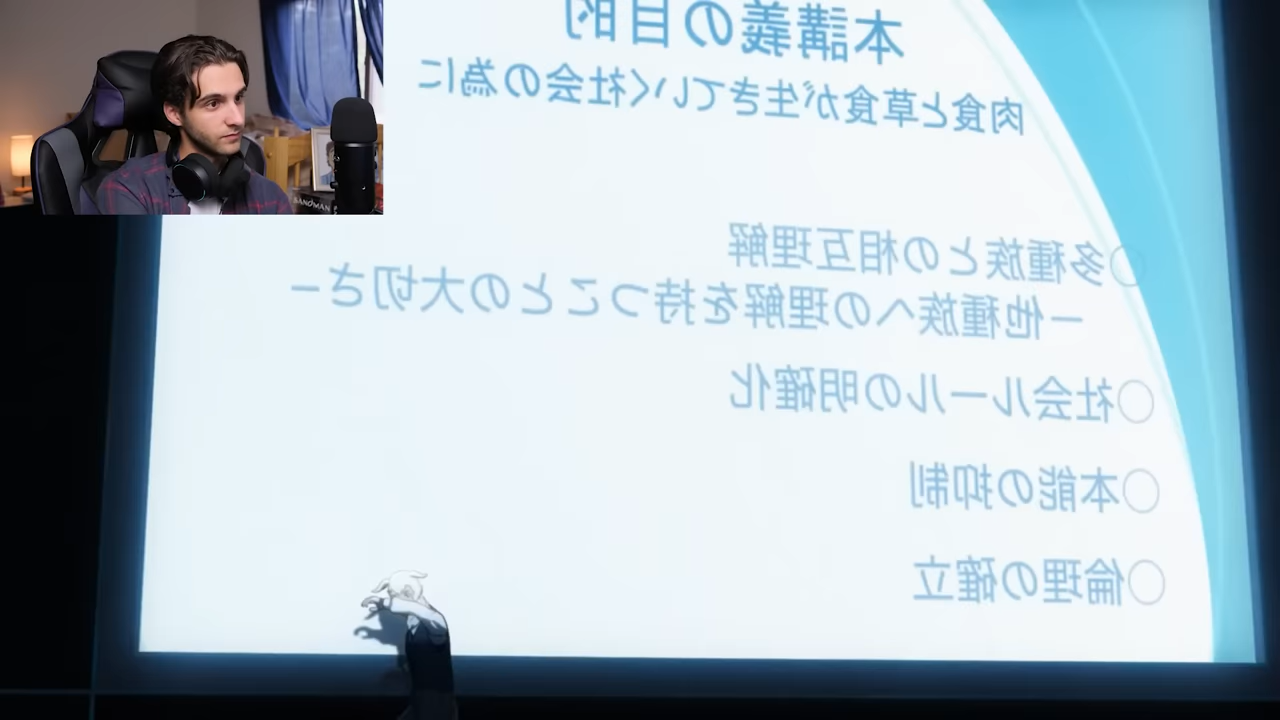 本講義の目的
肉食と草食が生きていく社会の為に
○多種族との相互理解
ー他種族への理解を持つことの大切さー
○社会ルールの明確化
○本能の抑制
○倫理の確立
SANDMAN